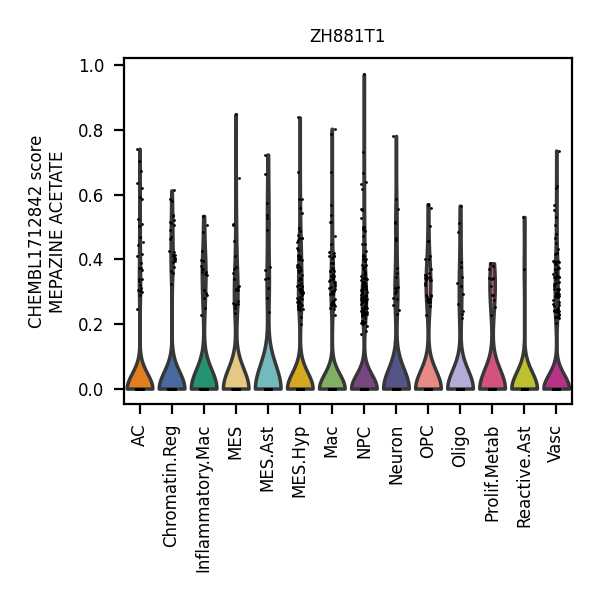 ZH881T1
CHEMBL1712842 score
MEPAZINE ACETATE
1.0
0.8
0.6
0.4
0.2
0.0
AC
Chromatin.Reg
Inflammatory.Mac
MES
MES.Ast
MES.Hyp
Mac
NPC
Neuron
OPC
Oligo
Prolif.Metab
Reactive.Ast
Vasc